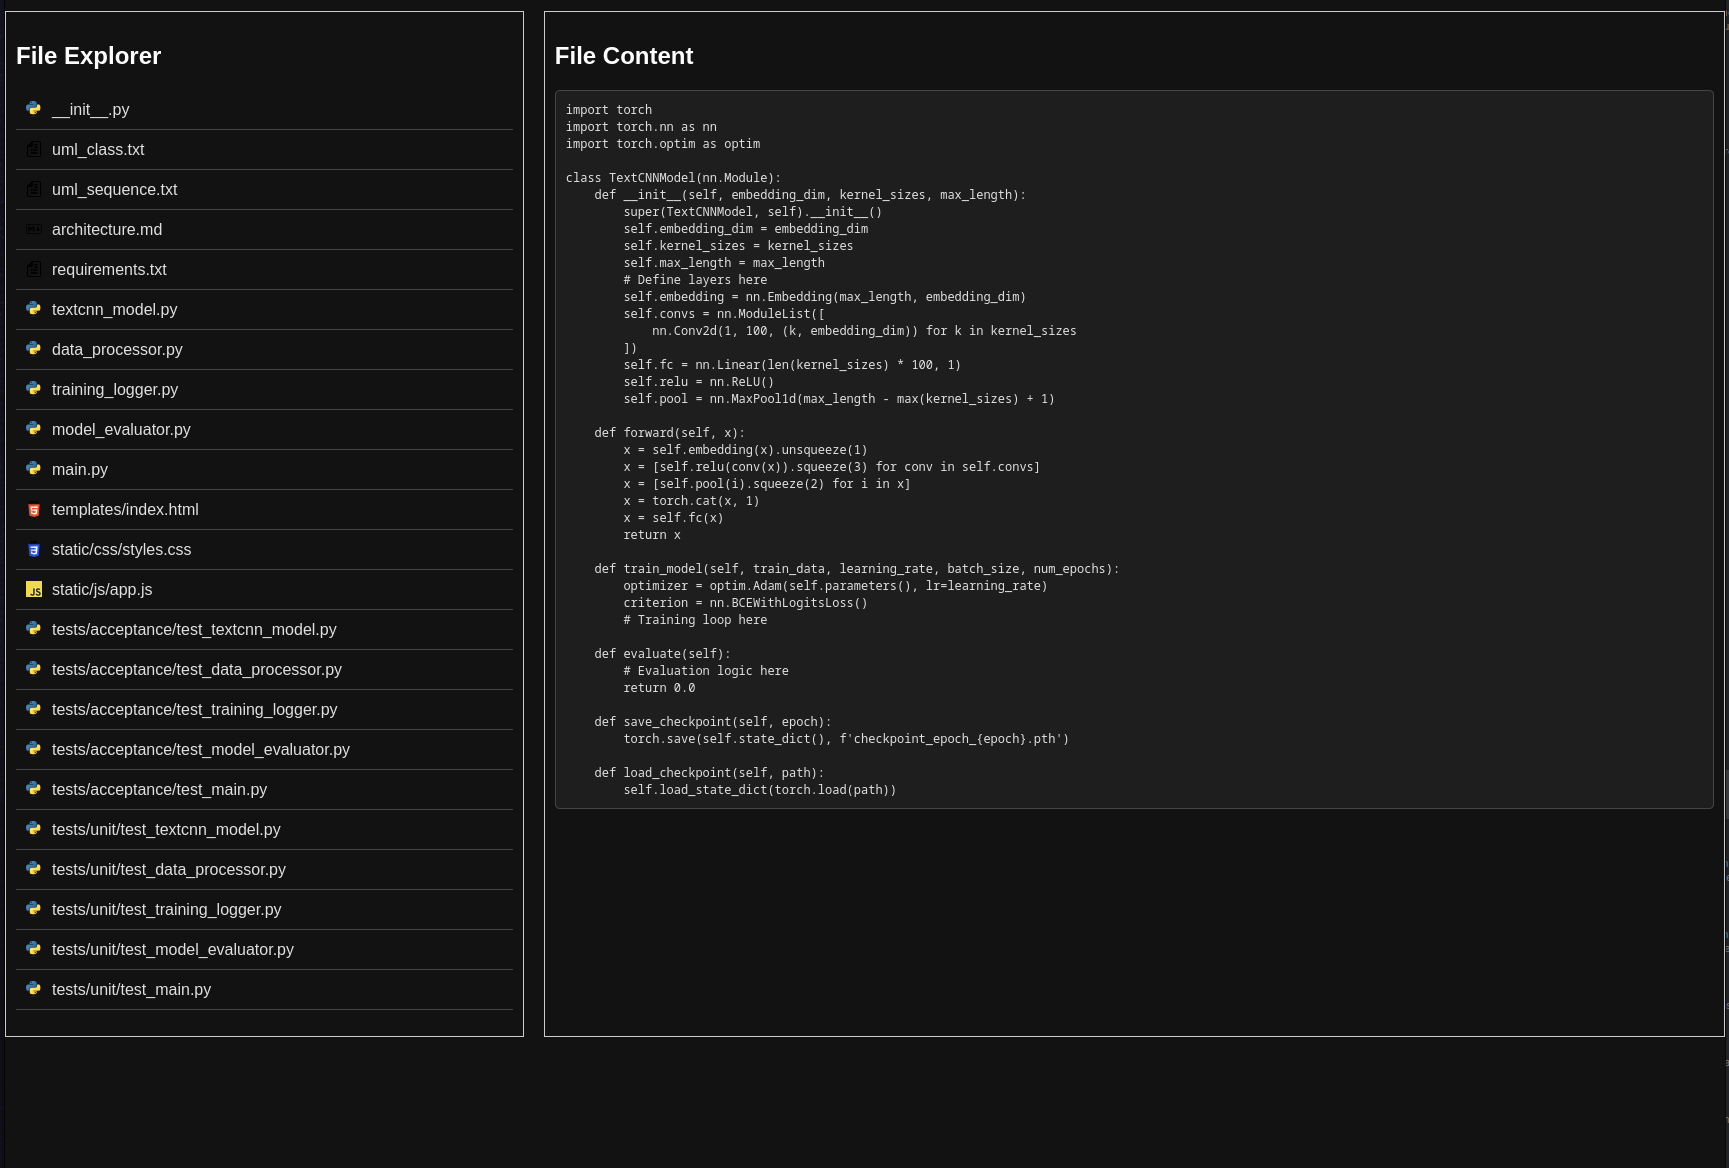 File Explorer
__init__.py
uml_class.txt
uml_sequence.txt
architecture.md
requirements.txt
textcnn_model.py
data_processor.py
training_logger.py
model_evaluator.py
main.py
templates/index.html
static/css/styles.css
JS static/js/app.js
tests/acceptance/test_textcnn_model.py
tests/acceptance/test_data_processor.py
tests/acceptance/test_training_logger.py
tests/acceptance/test_model_evaluator.py
tests/acceptance/test_main.py
tests/unit/test_textcnn_model.py
tests/unit/test_data_processor.py
tests/unit/test_training_logger.py
tests/unit/test_model_evaluator.py
tests/unit/test_main.py
File Content
import torch
import torch.nn as nn
import torch.optim as optim

class TextCNNModel(nn.Module):
    def __init__(self, embedding_dim, kernel_sizes, max_length):
        super(TextCNNModel, self).__init__()
        self.embedding_dim = embedding_dim
        self.kernel_sizes = kernel_sizes
        self.max_length = max_length
        # Define layers here
        self.embedding = nn.Embedding(max_length, embedding_dim)
        self.convs = nn.ModuleList([
            nn.Conv2d(1, 100, (k, embedding_dim)) for k in kernel_sizes
        ])
        self.fc = nn.Linear(len(kernel_sizes) * 100, 1)
        self.relu = nn.ReLU()
        self.pool = nn.MaxPool1d(max_length - max(kernel_sizes) + 1)

    def forward(self, x):
        x = self.embedding(x).unsqueeze(1)
        x = [self.relu(conv(x)).squeeze(3) for conv in self.convs]
        x = [self.pool(i).squeeze(2) for i in x]
        x = torch.cat(x, 1)
        x = self.fc(x)
        return x

    def train_model(self, train_data, learning_rate, batch_size, num_epochs):
        optimizer = optim.Adam(self.parameters(), lr=learning_rate)
        criterion = nn.BCEWithLogitsLoss()
        # Training loop here

    def evaluate(self):
        # Evaluation logic here
        return 0.0

    def save_checkpoint(self, epoch):
        torch.save(self.state_dict(), f'checkpoint_epoch_{epoch}.pth')

    def load_checkpoint(self, path):
        self.load_state_dict(torch.load(path))